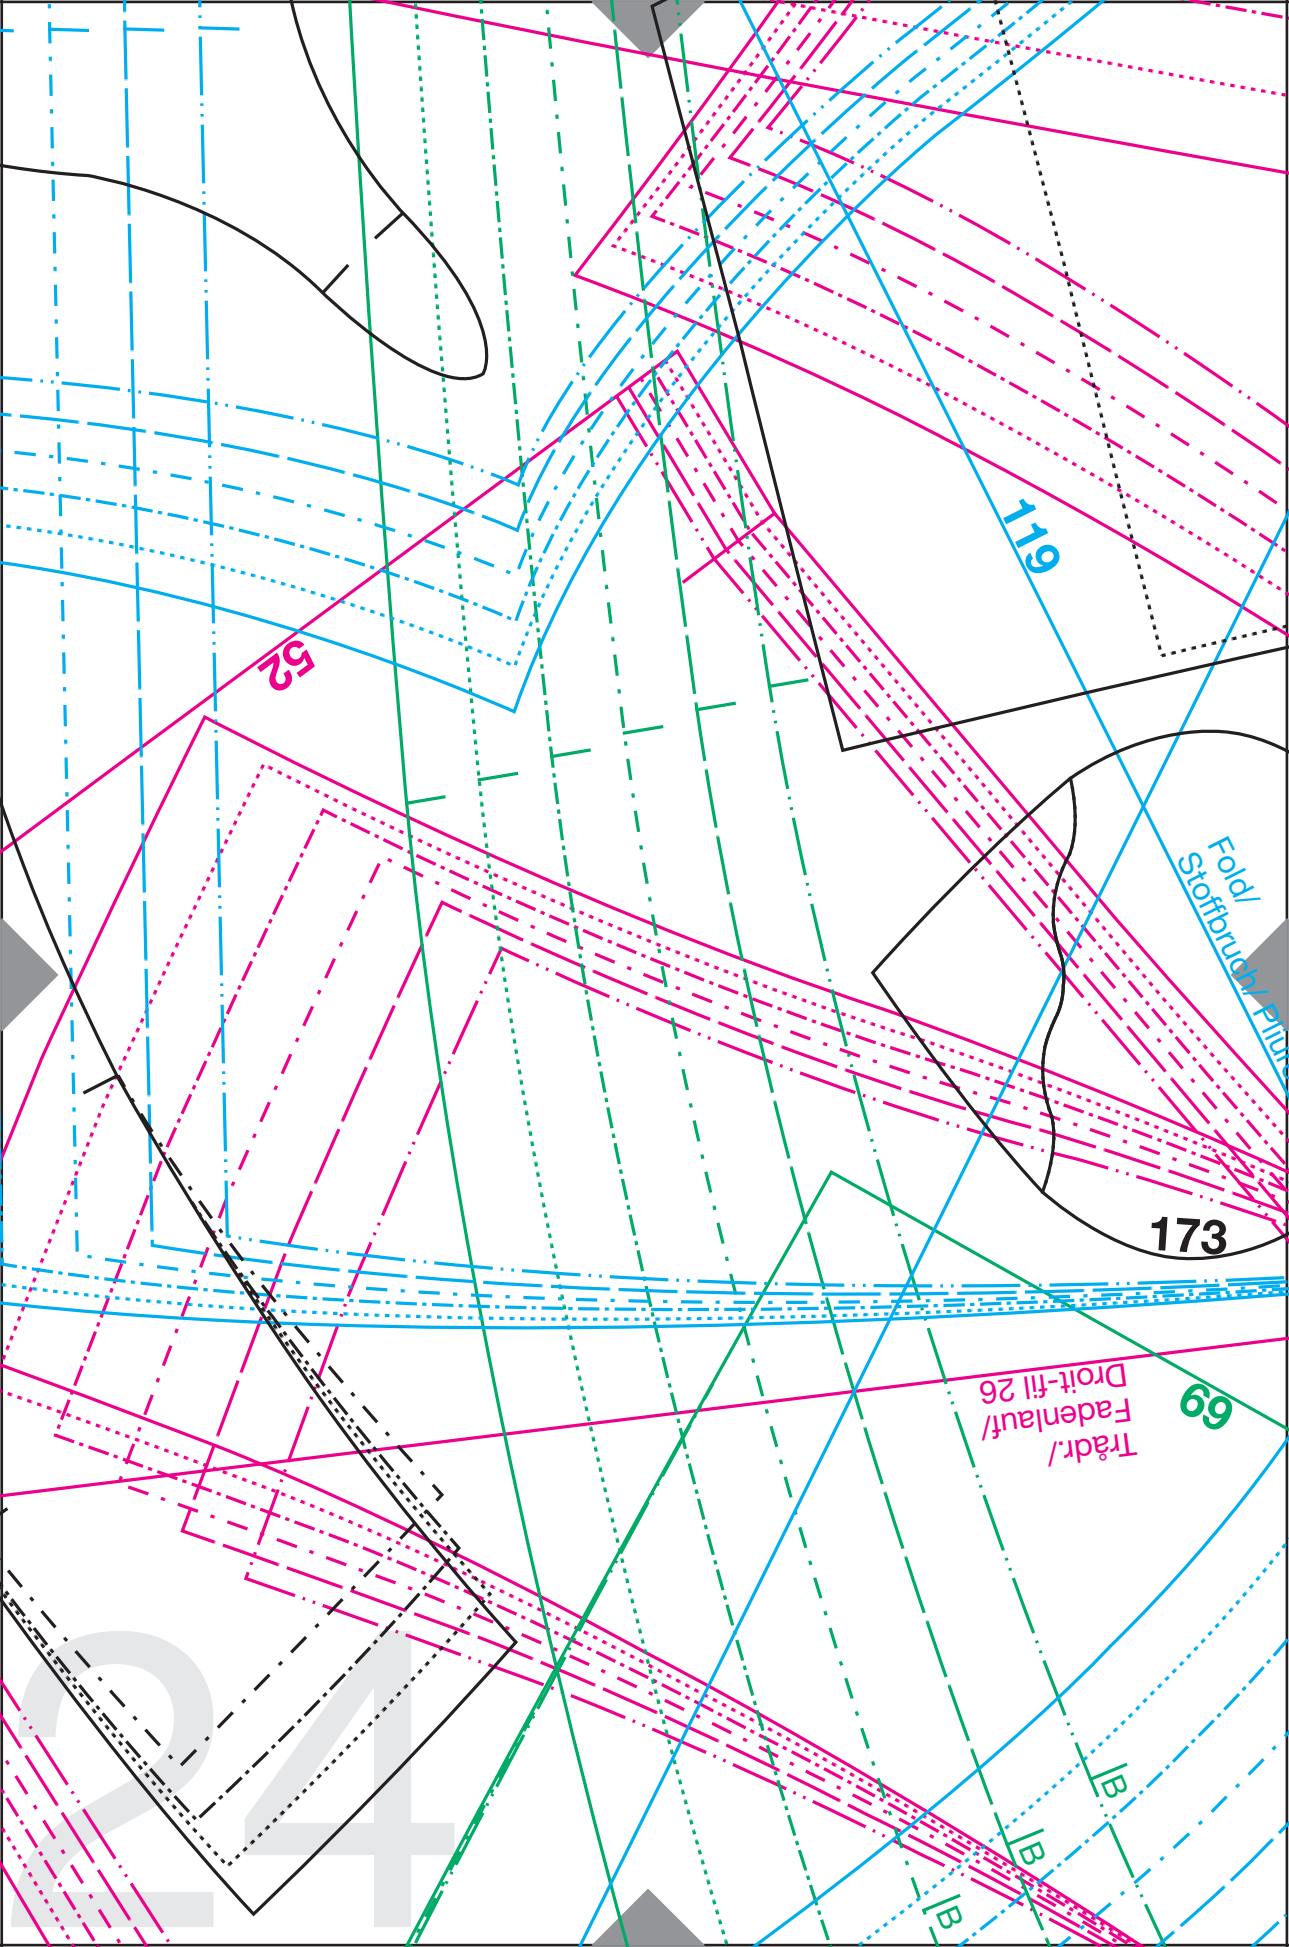 119
52
Fold/
Stoffbruch/ Pliure
173
Trådr./
Fadenlauf/
Droit-fil 26
69
24
B
B
B